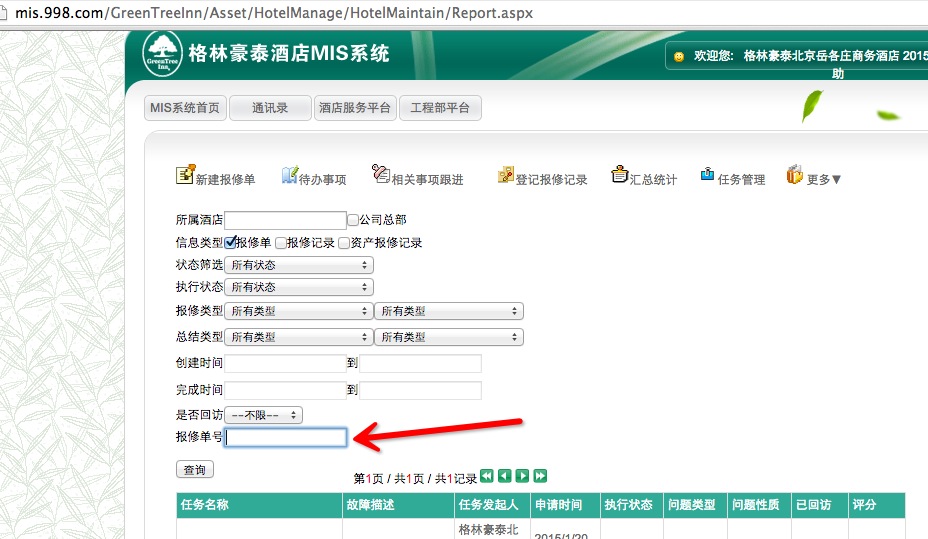 mis.998.com/GreenTreeInn/Asset/HotelManage/HotelMaintain/Report.aspx
GreenTree Inn
格林豪泰酒店MIS系统
欢迎您: 格林豪泰北京岳各庄商务酒店 2015
助
MIS系统首页 通讯录 酒店服务平台 工程部平台
新建报修单 待办事项 相关事项跟进 登记报修记录 汇总统计 任务管理 更多▼
所属酒店 公司总部
信息类型 报修单 报修记录 资产报修记录
状态筛选 所有状态
执行状态 所有状态
报修类型 所有类型 所有类型
总结类型 所有类型 所有类型
创建时间 到
完成时间 到
是否回访 --不限--
报修单号
查询 第1页 / 共1页 / 共1记录
任务名称 故障描述 任务发起人 申请时间 执行状态 问题类型 问题性质 已回访 评分
格林豪泰北
2015/1/20